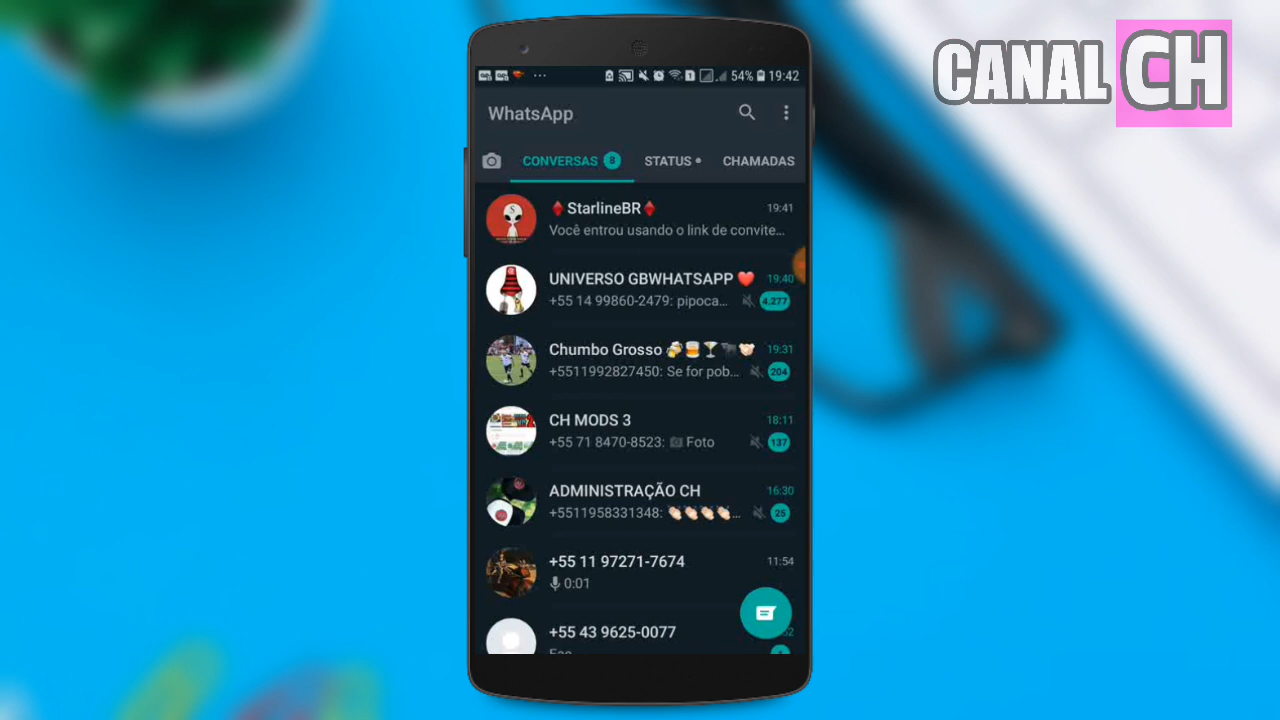 CANAL CH
54% 19:42
WhatsApp
CONVERSAS 8 STATUS • CHAMADAS
♦️StarlineBR♦️ 19:41
Você entrou usando o link de convite...
UNIVERSO GBWHATSAPP ❤️ 19:40
+55 14 99860-2479: pipoca... 4.277
Chumbo Grosso 19:31
+5511992827450: Se for pob... 204
CH MODS 3 18:11
+55 71 8470-8523: 📷 Foto 137
ADMINISTRAÇÃO CH 16:30
+5511958331348: 👏🏻👏🏻👏🏻👏🏻... 25
+55 11 97271-7674 11:54
0:01
+55 43 9625-0077